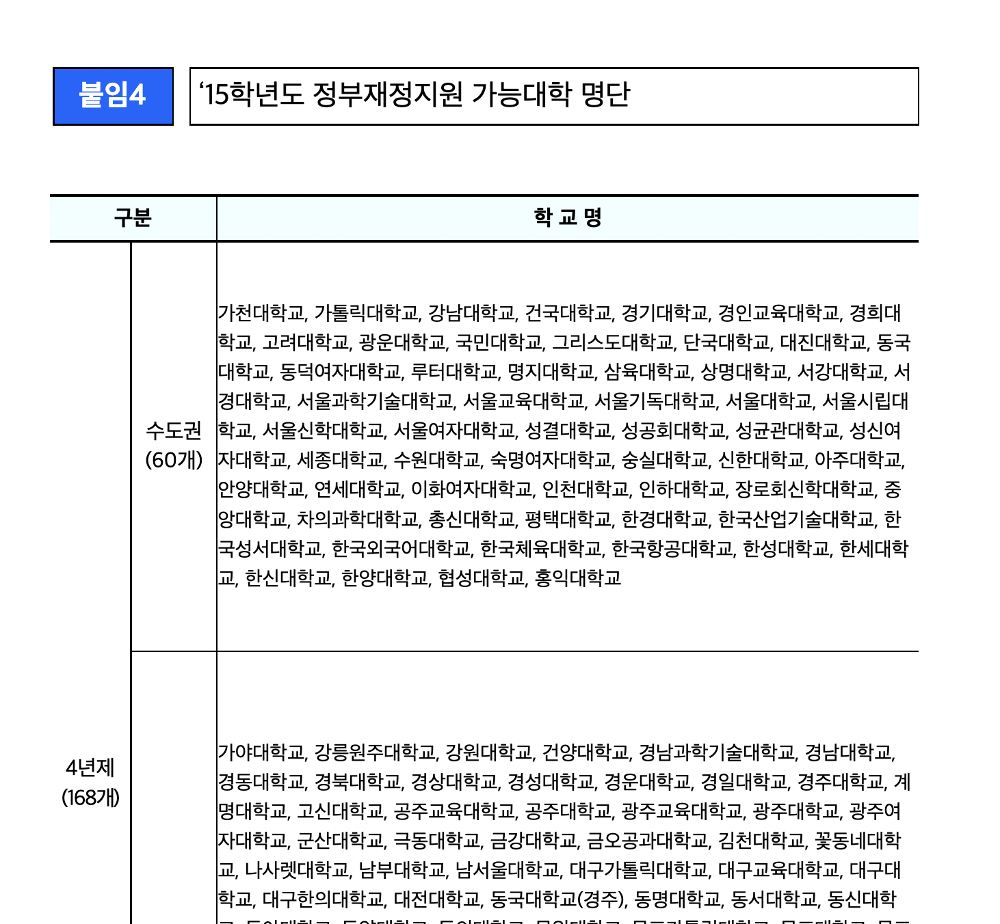 붙임4
‘15학년도 정부재정지원 가능대학 명단
구분
학 교 명
수도권
(60개)
가천대학교, 가톨릭대학교, 강남대학교, 건국대학교, 경기대학교, 경인교육대학교, 경희대
학교, 고려대학교, 광운대학교, 국민대학교, 그리스도대학교, 단국대학교, 대진대학교, 동국
대학교, 동덕여자대학교, 루터대학교, 명지대학교, 삼육대학교, 상명대학교, 서강대학교, 서
경대학교, 서울과학기술대학교, 서울교육대학교, 서울기독대학교, 서울대학교, 서울시립대
학교, 서울신학대학교, 서울여자대학교, 성결대학교, 성공회대학교, 성균관대학교, 성신여
자대학교, 세종대학교, 수원대학교, 숙명여자대학교, 숭실대학교, 신한대학교, 아주대학교,
안양대학교, 연세대학교, 이화여자대학교, 인천대학교, 인하대학교, 장로회신학대학교, 중
앙대학교, 차의과학대학교, 총신대학교, 평택대학교, 한경대학교, 한국산업기술대학교, 한
국성서대학교, 한국외국어대학교, 한국체육대학교, 한국항공대학교, 한성대학교, 한세대학
교, 한신대학교, 한양대학교, 협성대학교, 홍익대학교
4년제
(168개)
가야대학교, 강릉원주대학교, 강원대학교, 건양대학교, 경남과학기술대학교, 경남대학교,
경동대학교, 경북대학교, 경상대학교, 경성대학교, 경운대학교, 경일대학교, 경주대학교, 계
명대학교, 고신대학교, 공주교육대학교, 공주대학교, 광주교육대학교, 광주대학교, 광주여
자대학교, 군산대학교, 극동대학교, 금강대학교, 금오공과대학교, 김천대학교, 꽃동네대학
교, 나사렛대학교, 남부대학교, 남서울대학교, 대구가톨릭대학교, 대구교육대학교, 대구대
학교, 대구한의대학교, 대전대학교, 동국대학교(경주), 동명대학교, 동서대학교, 동신대학